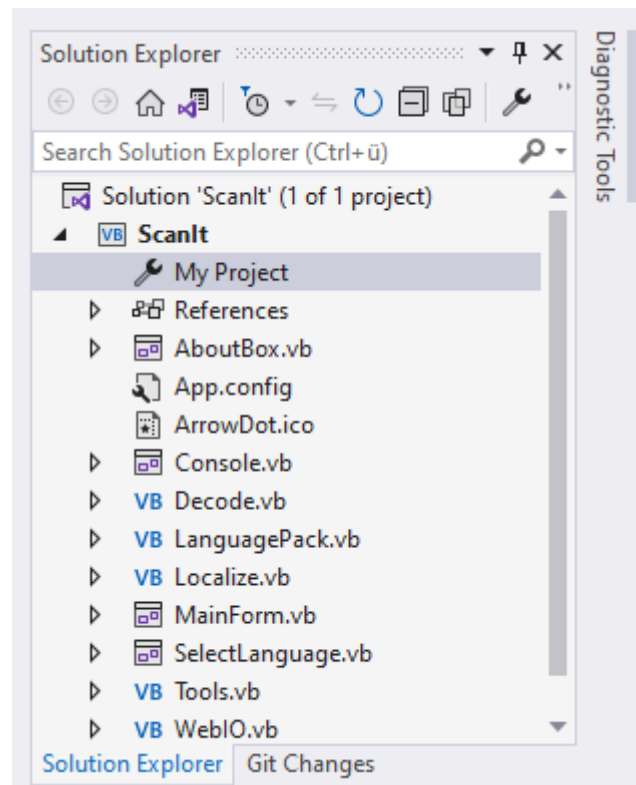 Solution Explorer
Search Solution Explorer (Ctrl+ü)
Solution 'ScanIt' (1 of 1 project)
VB ScanIt
My Project
References
AboutBox.vb
App.config
ArrowDot.ico
Console.vb
VB Decode.vb
VB LanguagePack.vb
VB Localize.vb
MainForm.vb
SelectLanguage.vb
VB Tools.vb
VB WebIO.vb
Solution Explorer Git Changes
Diagnostic Tools